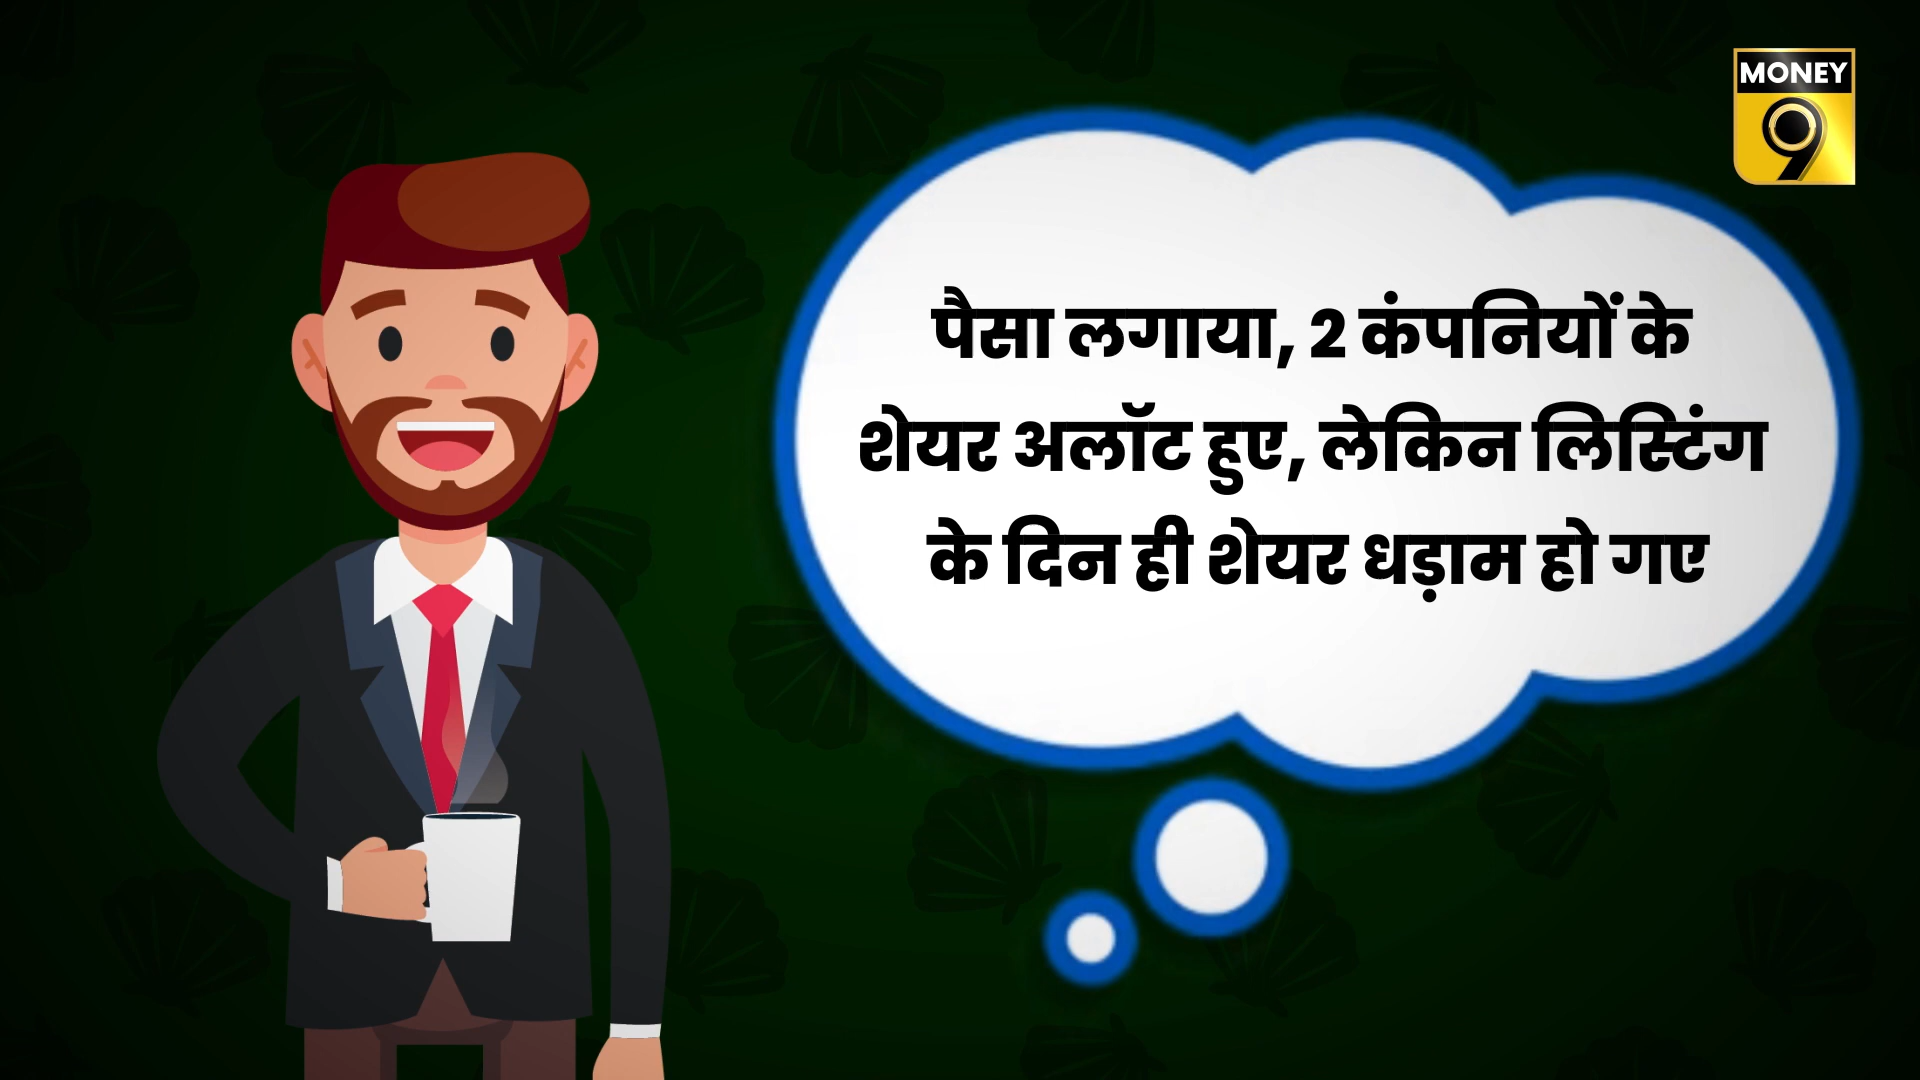 MONEY
9
पैसा लगाया, 2 कंपनियों के
शेयर अलॉट हुए, लेकिन लिस्टिंग
के दिन ही शेयर धड़ाम हो गए